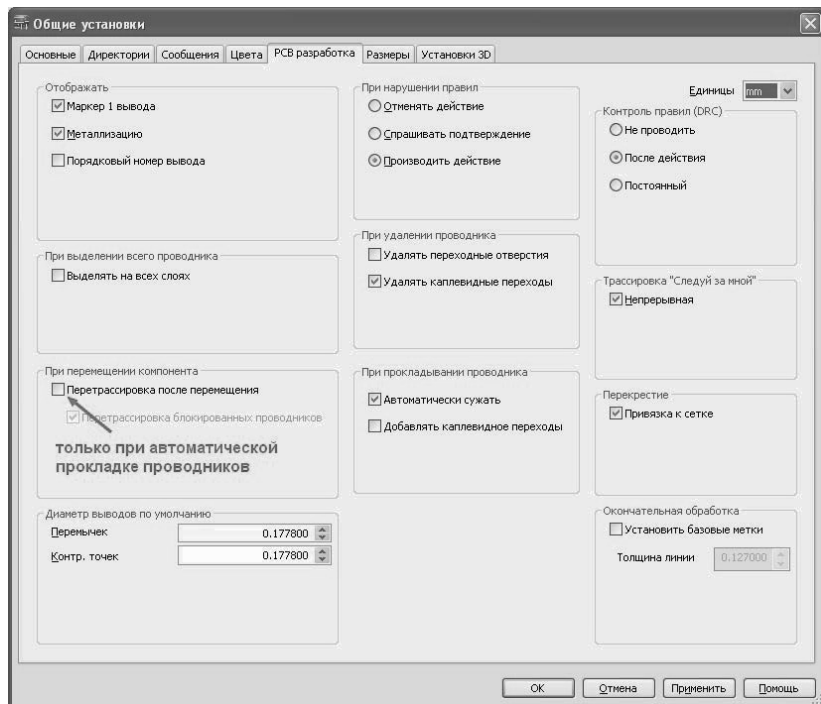 Общие установки
Основные Директории Сообщения Цвета PCB разработка Размеры Установки 3D
Отображать
Маркер 1 вывода
Металлизацию
Порядковый номер вывода
При выделении всего проводника
Выделять на всех слоях
При перемещении компонента
Перетрассировка после перемещения
Перетрассировка блокированных проводников
только при автоматической
прокладке проводников
Диаметр выводов по умолчанию
Перемычек 0.177800
Контр. точек 0.177800
При нарушении правил
Отменять действие
Спрашивать подтверждение
Производить действие
При удалении проводника
Удалять переходные отверстия
Удалять каплевидные переходы
При прокладывании проводника
Автоматически сужать
Добавлять каплевидное переходы
Единицы mm
Контроль правил (DRC)
Не проводить
После действия
Постоянный
Трассировка "Следуй за мной"
Непрерывная
Перекрестие
Привязка к сетке
Окончательная обработка
Установить базовые метки
Толщина линии 0.127000
OK Отмена Применить Помощь